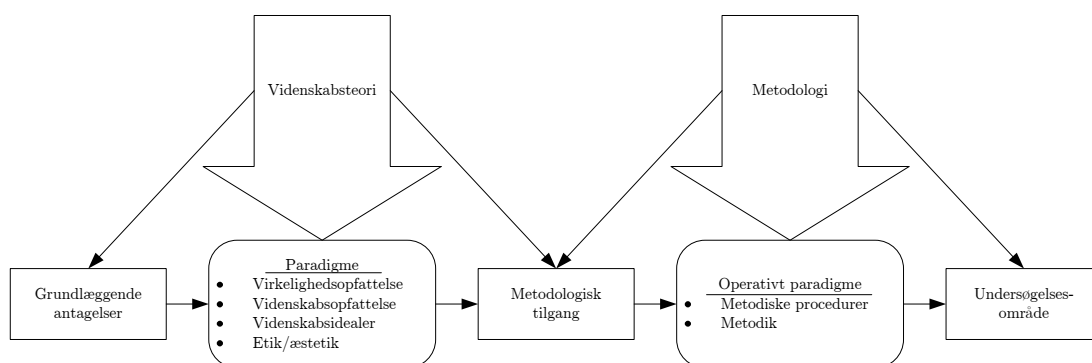 Videnskabsteori
Metodologi
Grundlæggende
antagelser
Paradigme
• Virkelighedsopfattelse
• Videnskabsopfattelse
• Videnskabsidealer
• Etik/æstetik
Metodologisk
tilgang
Operativt paradigme
• Metodiske procedurer
• Metodik
Undersøgelses-
område